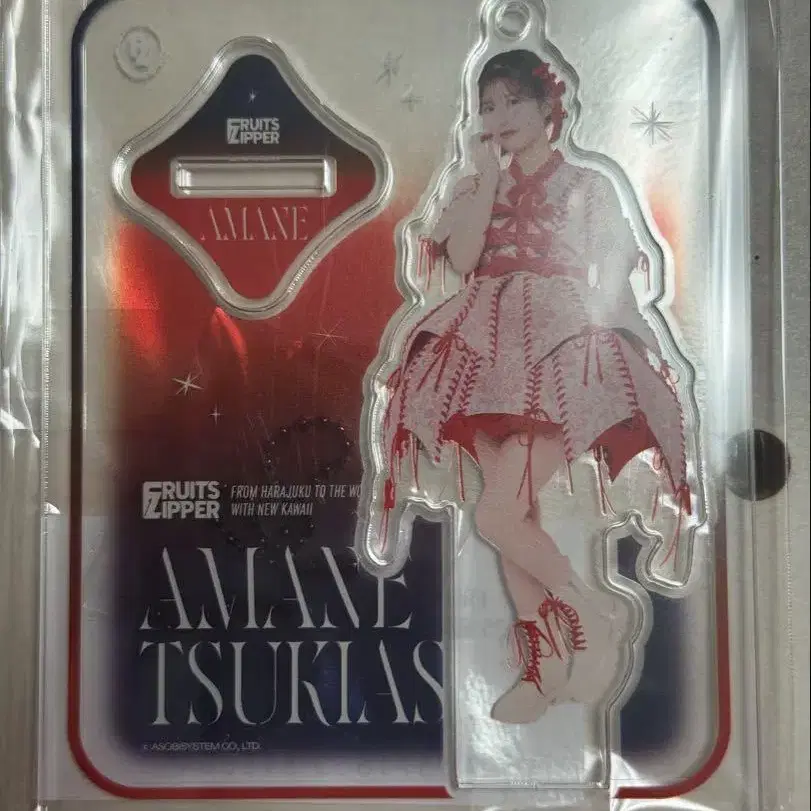 FRUITS
ZIPPER
AMANE
FRUITS
ZIPPER
FROM HARAJUKU TO THE WO
WITH NEW KAWAII
AMANE
TSUKIAS
© ASOBISYSTEM CO., LTD.